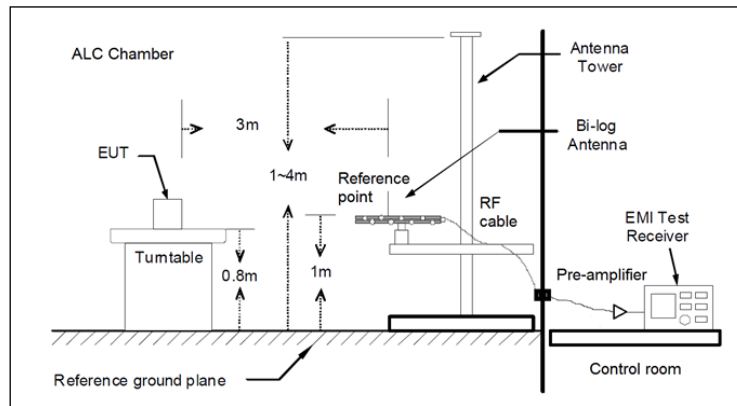 ALC Chamber
Antenna
Tower
3m
Bi-log
Antenna
EUT
1~4m
Reference
point
RF
cable
EMI Test
Receiver
Turntable
0.8m
1m
Pre-amplifier
Reference ground plane
Control room